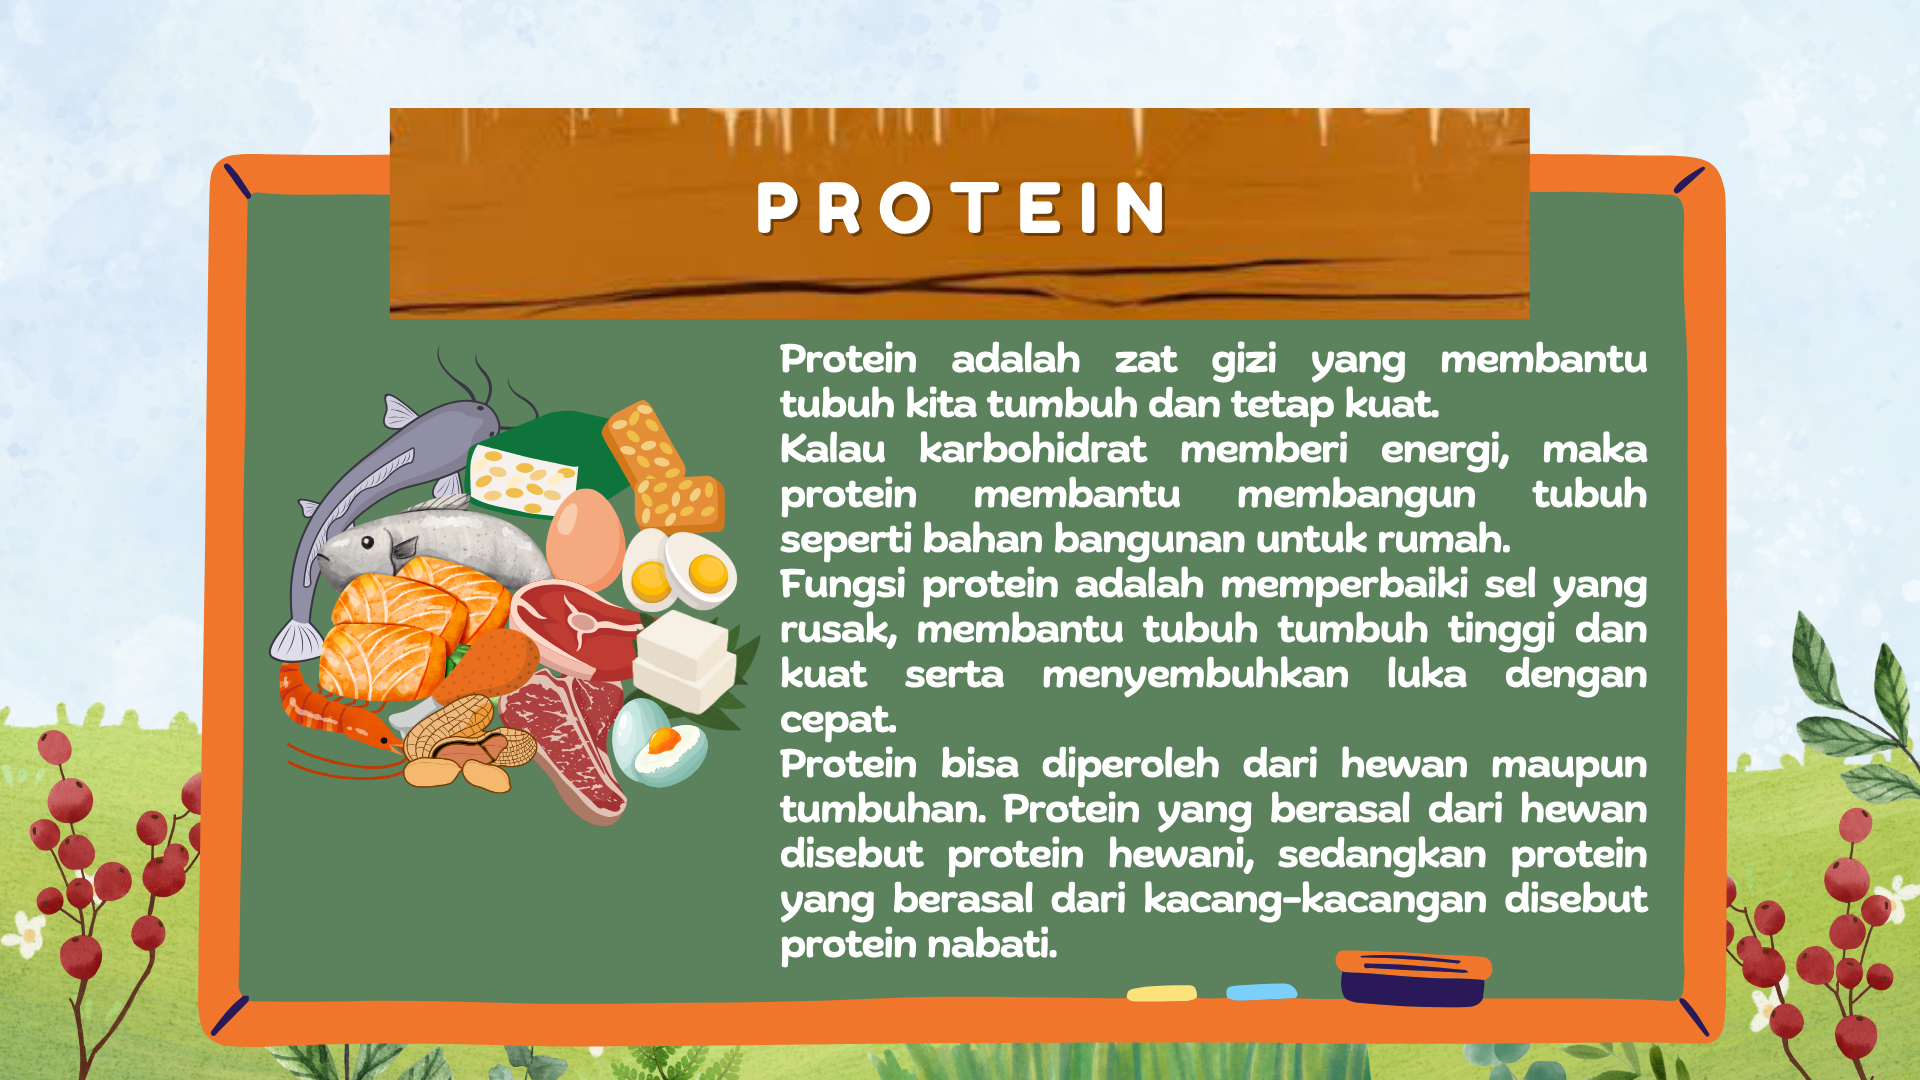 PROTEIN
Protein adalah zat gizi yang membantu
tubuh kita tumbuh dan tetap kuat.
Kalau karbohidrat memberi energi, maka
protein membantu membangun tubuh
seperti bahan bangunan untuk rumah.
Fungsi protein adalah memperbaiki sel yang
rusak, membantu tubuh tumbuh tinggi dan
kuat serta menyembuhkan luka dengan
cepat.
Protein bisa diperoleh dari hewan maupun
tumbuhan. Protein yang berasal dari hewan
disebut protein hewani, sedangkan protein
yang berasal dari kacang-kacangan disebut
protein nabati.